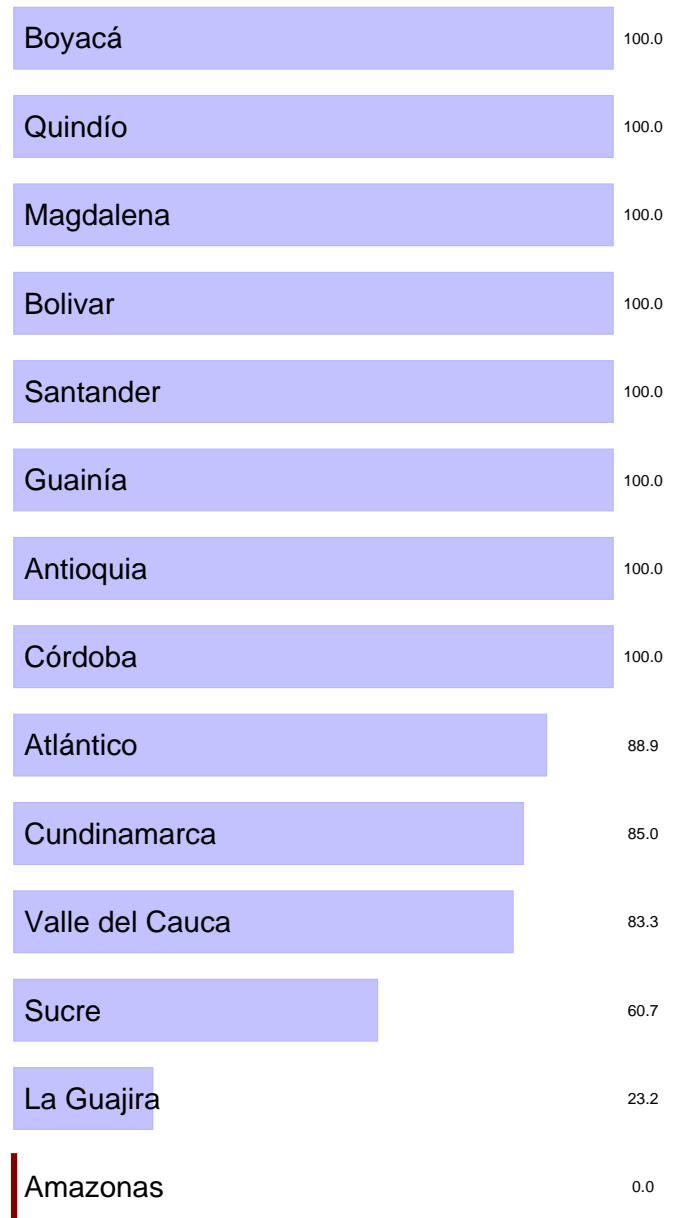 Boyacá 100.0
Quindío 100.0
Magdalena 100.0
Bolivar 100.0
Santander 100.0
Guainía 100.0
Antioquia 100.0
Córdoba 100.0
Atlántico 88.9
Cundinamarca 85.0
Valle del Cauca 83.3
Sucre 60.7
La Guajira 23.2
Amazonas 0.0